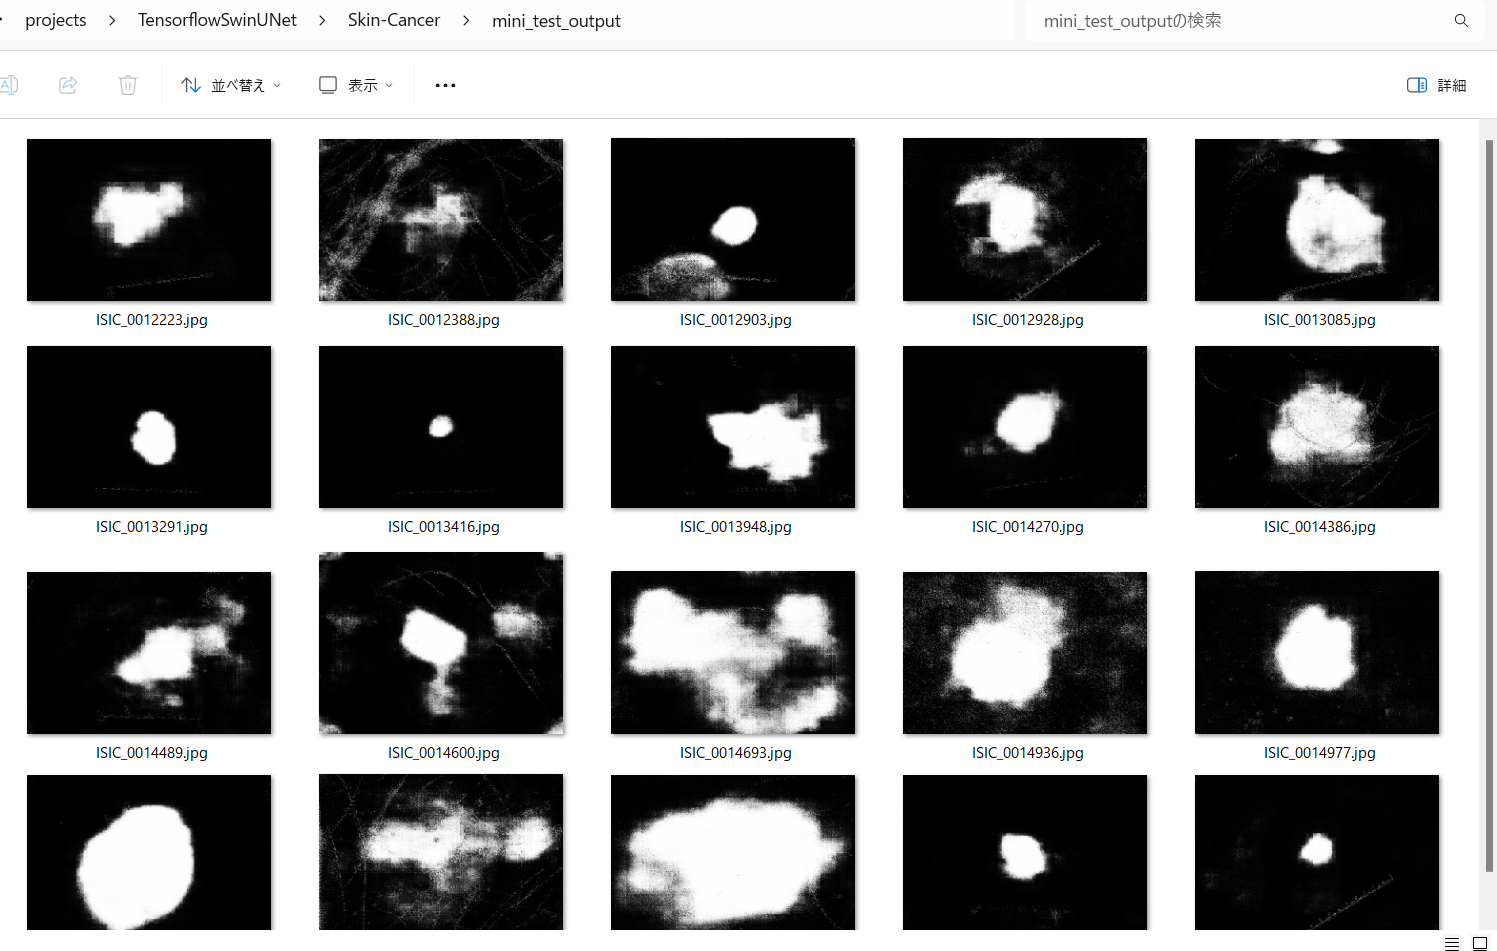 projects > TensorflowSwinUNet > Skin-Cancer > mini_test_output
mini_test_outputの検索
並べ替え 表示 ••• 詳細
ISIC_0012223.jpg ISIC_0012388.jpg ISIC_0012903.jpg ISIC_0012928.jpg ISIC_0013085.jpg
ISIC_0013291.jpg ISIC_0013416.jpg ISIC_0013948.jpg ISIC_0014270.jpg ISIC_0014386.jpg
ISIC_0014489.jpg ISIC_0014600.jpg ISIC_0014693.jpg ISIC_0014936.jpg ISIC_0014977.jpg